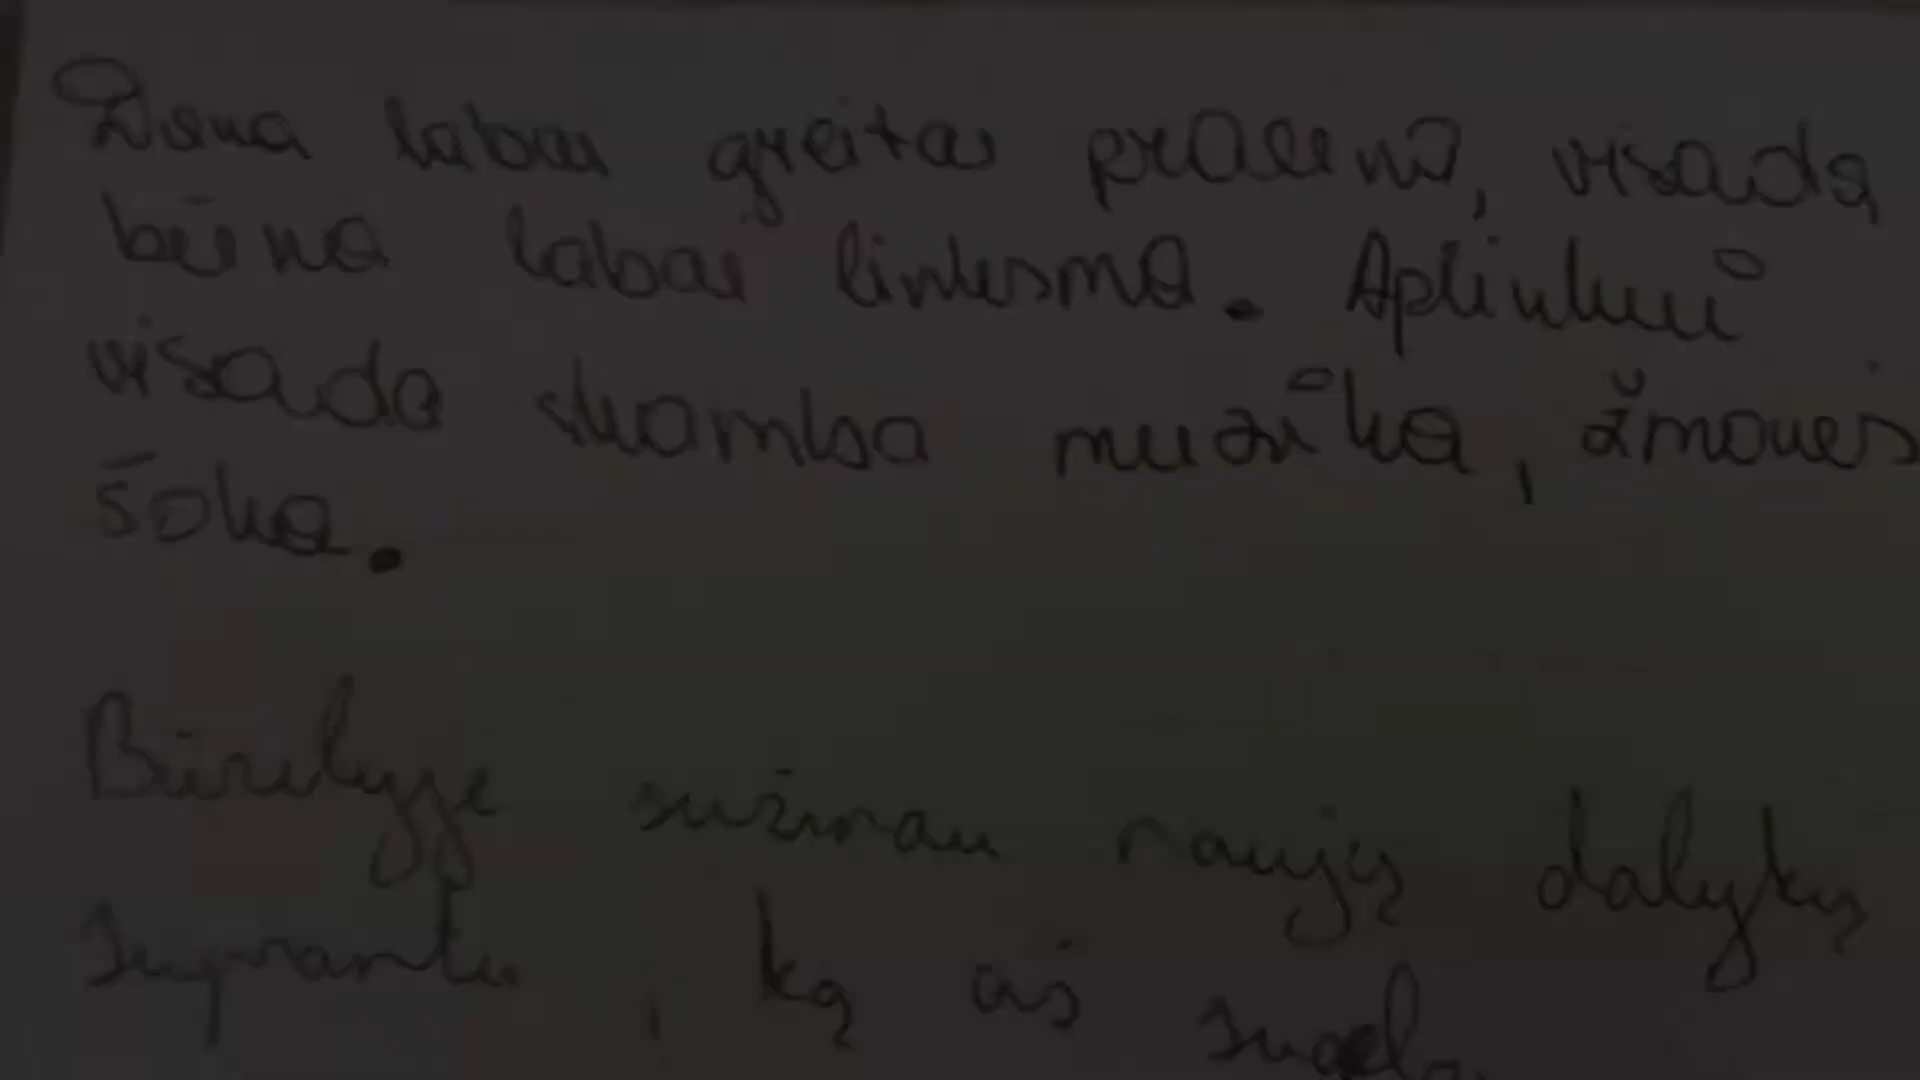 Diena labai greitai praeina, visada
būna labai linksma. Aplinkui
visada skamba muzika, žmonės
šoka.
Būrelyje sužinau naujų dalykų
Suprantu, ką aš